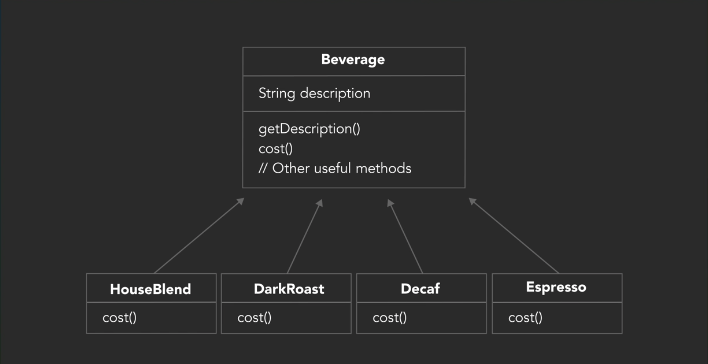 Beverage
String description
getDescription()
cost()
// Other useful methods
HouseBlend
cost()
DarkRoast
cost()
Decaf
cost()
Espresso
cost()